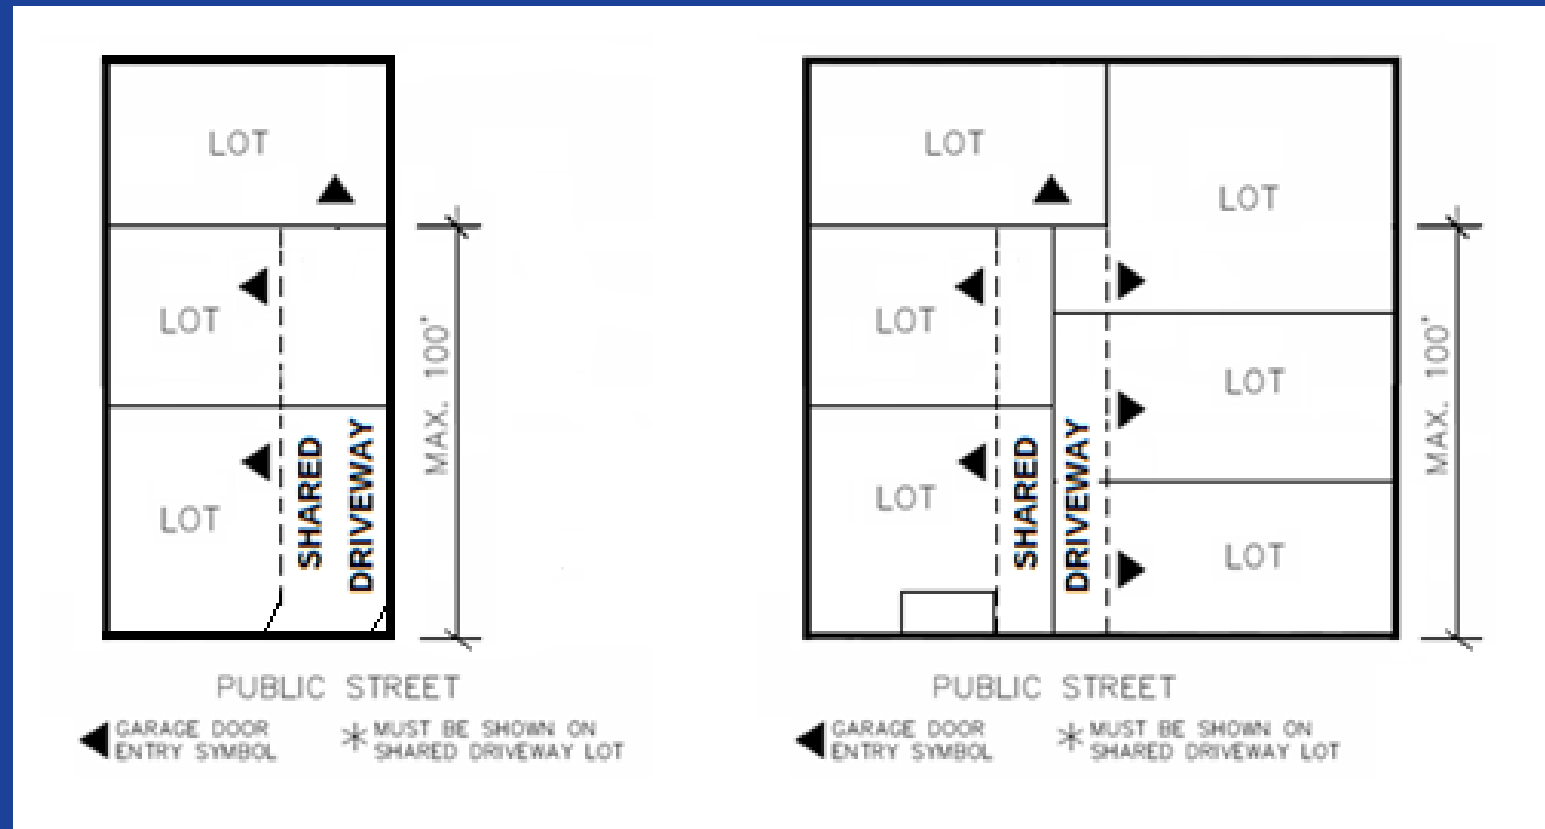 LOT
LOT
LOT
SHARED
DRIVEWAY
MAX. 100'
PUBLIC STREET
GARAGE DOOR
ENTRY SYMBOL
* MUST BE SHOWN ON
SHARED DRIVEWAY LOT
LOT
LOT
LOT
LOT
LOT
LOT
SHARED
DRIVEWAY
MAX. 100'
PUBLIC STREET
GARAGE DOOR
ENTRY SYMBOL
* MUST BE SHOWN ON
SHARED DRIVEWAY LOT